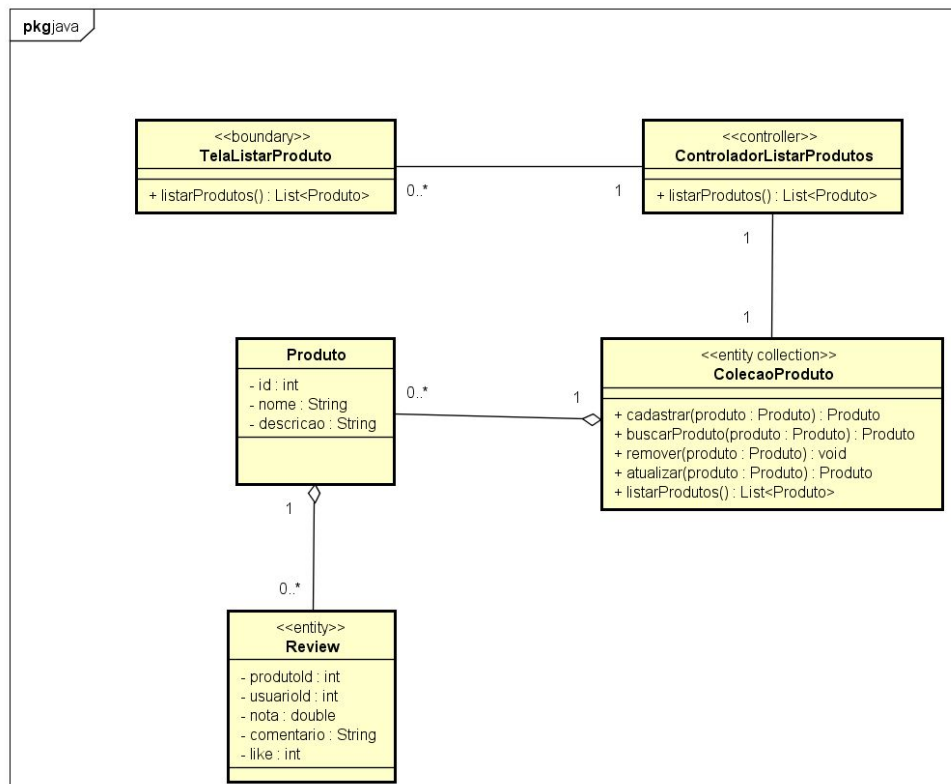 pkg java
<<boundary>>
TelaListarProduto
+ listarProdutos() : List<Produto>
0..*
1
<<controller>>
ControladorListarProdutos
+ listarProdutos() : List<Produto>
1
1
Produto
- id : int
- nome : String
- descricao : String
0..*
1
<<entity collection>>
ColecaoProduto
+ cadastrar(produto : Produto) : Produto
+ buscarProduto(produto : Produto) : Produto
+ remover(produto : Produto) : void
+ atualizar(produto : Produto) : Produto
+ listarProdutos() : List<Produto>
1
0..*
<<entity>>
Review
- produtoId : int
- usuarioId : int
- nota : double
- comentario : String
- like : int